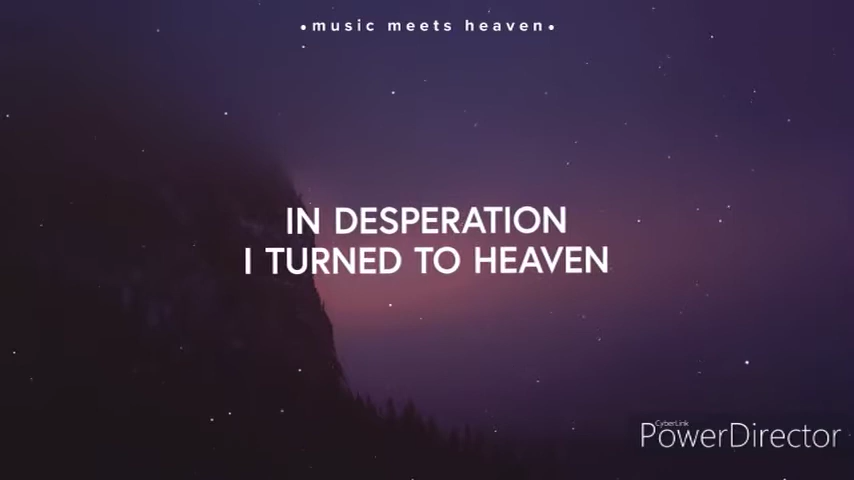 •music meets heaven•
IN DESPERATION
I TURNED TO HEAVEN
CyberLink
PowerDirector